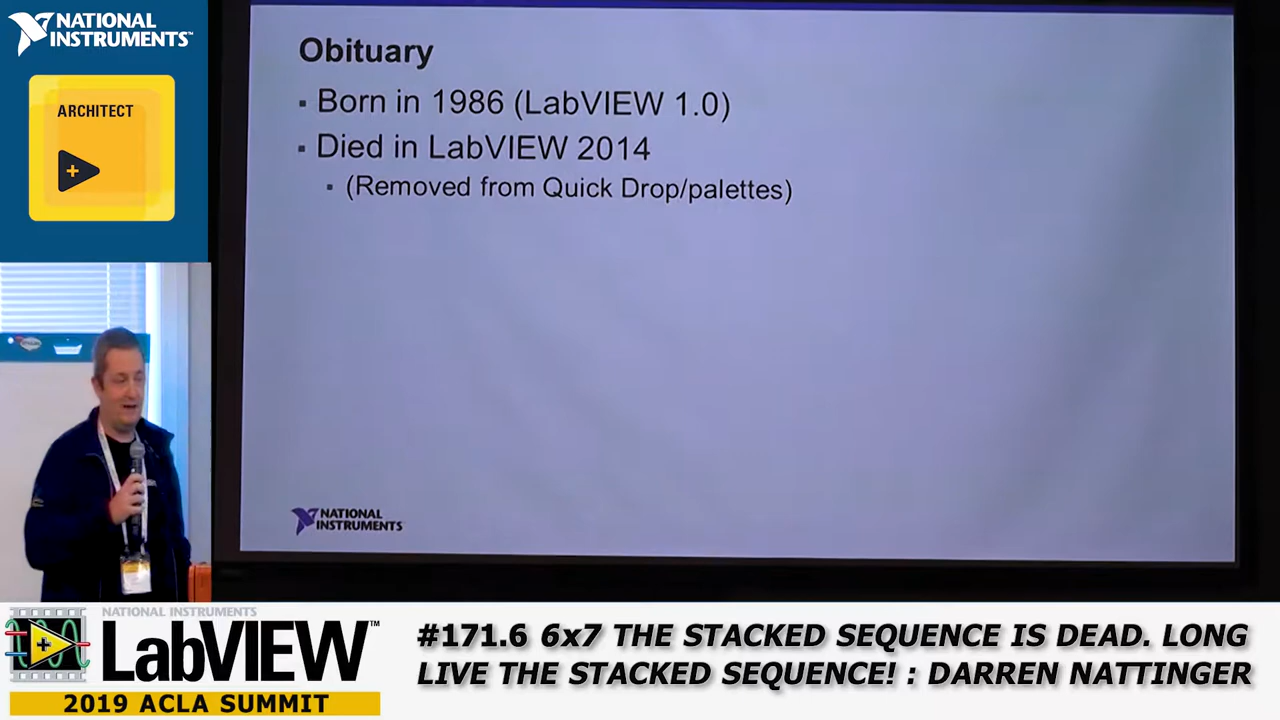 NATIONAL
INSTRUMENTS™
ARCHITECT
Obituary
▪ Born in 1986 (LabVIEW 1.0)
▪ Died in LabVIEW 2014
▪ (Removed from Quick Drop/palettes)
NATIONAL
INSTRUMENTS
NATIONAL INSTRUMENTS
LabVIEW™
2019 ACLA SUMMIT
#171.6 6x7 THE STACKED SEQUENCE IS DEAD. LONG
LIVE THE STACKED SEQUENCE! : DARREN NATTINGER